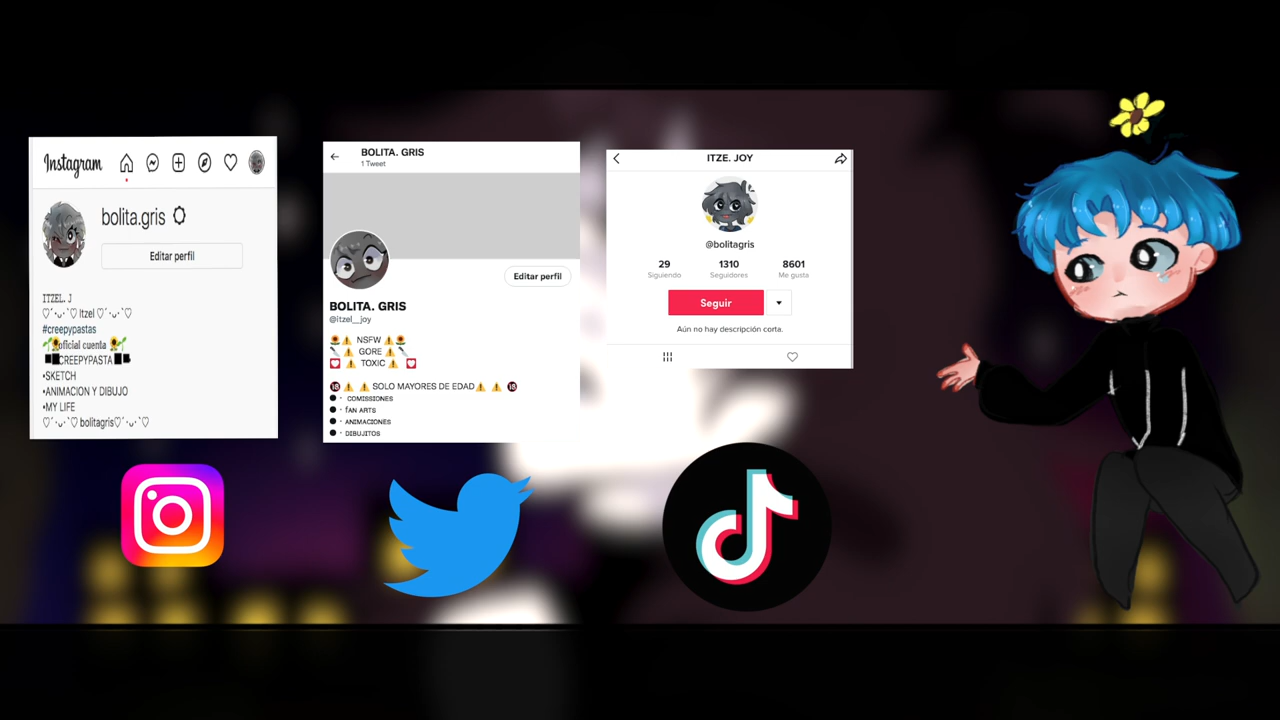 Instagram
bolita.gris
Editar perfil
ITZEL. J
♡´･ᴗ･`♡ Itzel ♡´･ᴗ･`♡
#creepypastas
🌱🌻oficial cuenta 🌻
CREEPYPASTA
•SKETCH
•ANIMACION Y DIBUJO
•MY LIFE
♡´･ᴗ･`♡ bolitagris♡´･ᴗ･`♡
BOLITA. GRIS
1 Tweet
Editar perfil
BOLITA. GRIS
@itzel__joy
🌻⚠️ NSFW ⚠️🌻
🔪⚠️ GORE ⚠️🔪
💟⚠️ TOXIC ⚠️ 💟
🔞⚠️ ⚠️ SOLO MAYORES DE EDAD⚠️ ⚠️ 🔞
● · COMISSIONES
● · fAN ARTS
● · ANIMACIONES
● · DIBUJITOS
ITZE. JOY
@bolitagris
29 1310 8601
Siguiendo Seguidores Me gusta
Seguir
Aún no hay descripción corta.